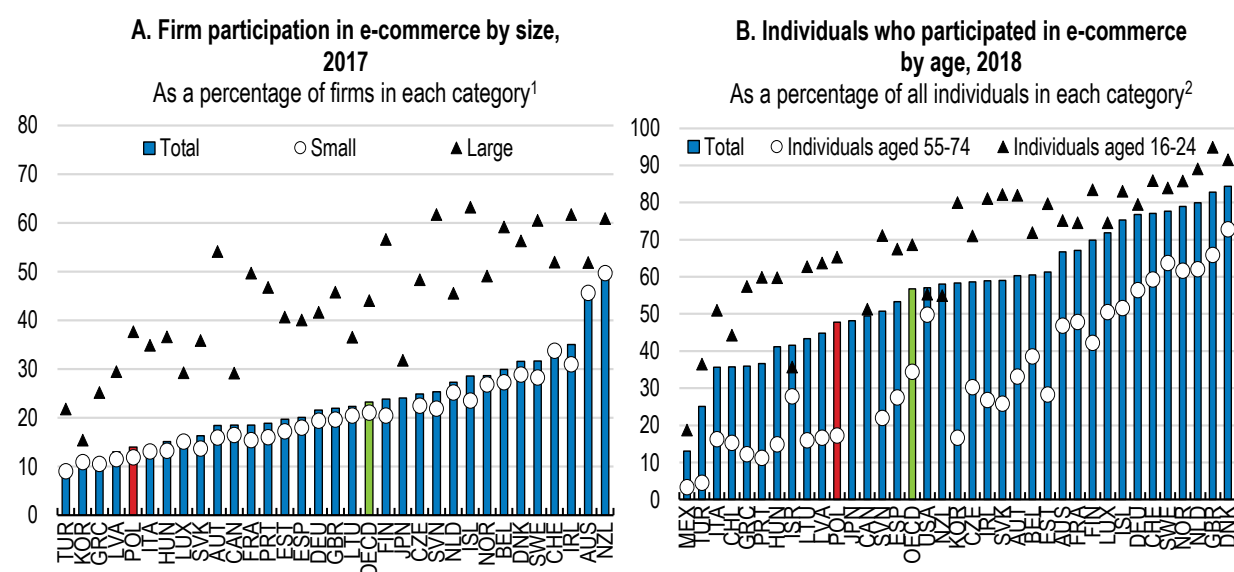 A. Firm participation in e-commerce by size,
2017
As a percentage of firms in each category1
80
70
60
50
40
30
20
10
0
Total
Small
Large
TUR
KOR
GRC
LVA
POL
ITA
HUN
LUX
SVK
AUT
CAN
FRA
PRT
EST
ESP
DEU
GBR
LTU
OECD
FIN
JPN
CZE
SVN
NLD
ISL
NOR
BEL
DNK
SWE
CHE
IRL
AUS
NZL
B. Individuals who participated in e-commerce
by age, 2018
As a percentage of all individuals in each category2
100
90
80
70
60
50
40
30
20
10
0
Total
Individuals aged 55-74
Individuals aged 16-24
MEX
TUR
ITA
CHL
GRC
PRT
HUN
ISR
LTU
LVA
POL
JPN
CAN
SVN
ESP
OECD
USA
NZL
KOR
CZE
IRL
SVK
AUT
BEL
EST
AUS
FRA
FIN
LUX
ISL
DEU
CHE
SWE
NOR
NLD
GBR
DNK